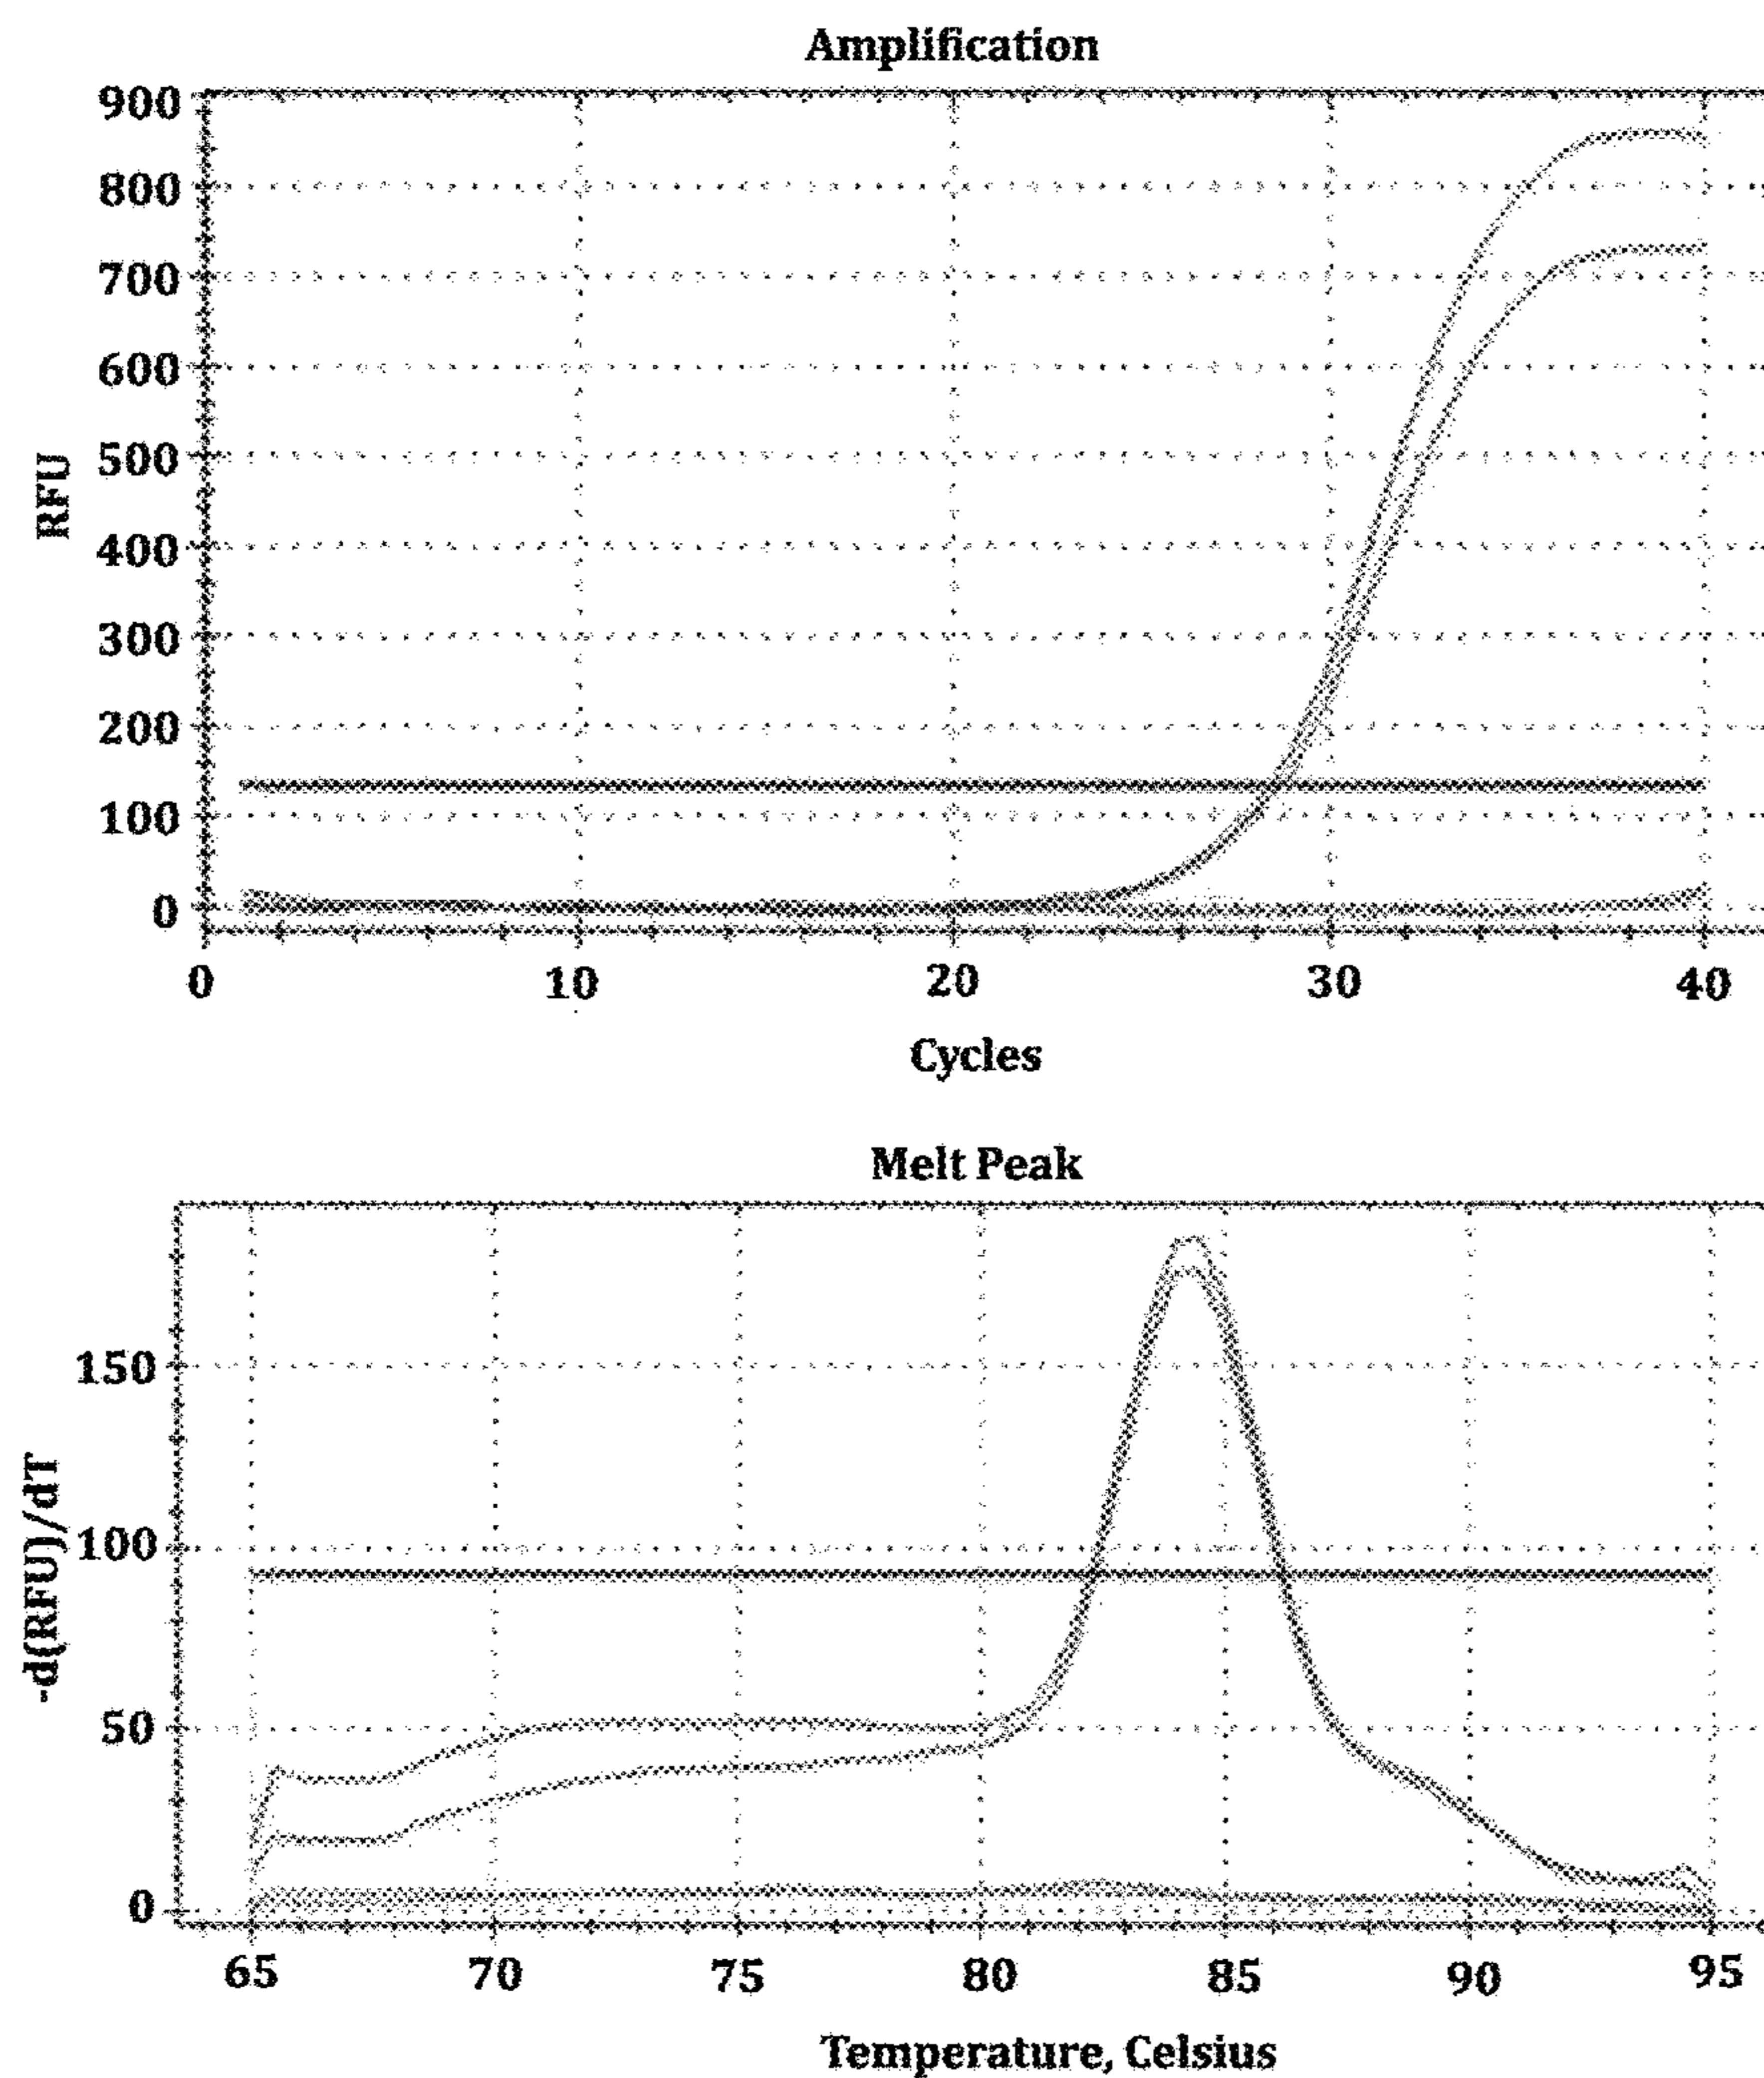 Amplification
900
800
700
600
500
400
300
200
100
0
RFU
0 10 20 30 40
Cycles
Melt Peak
150
100
50
0
-d(RFU)/dT
65 70 75 80 85 90 95
Temperature, Celsius